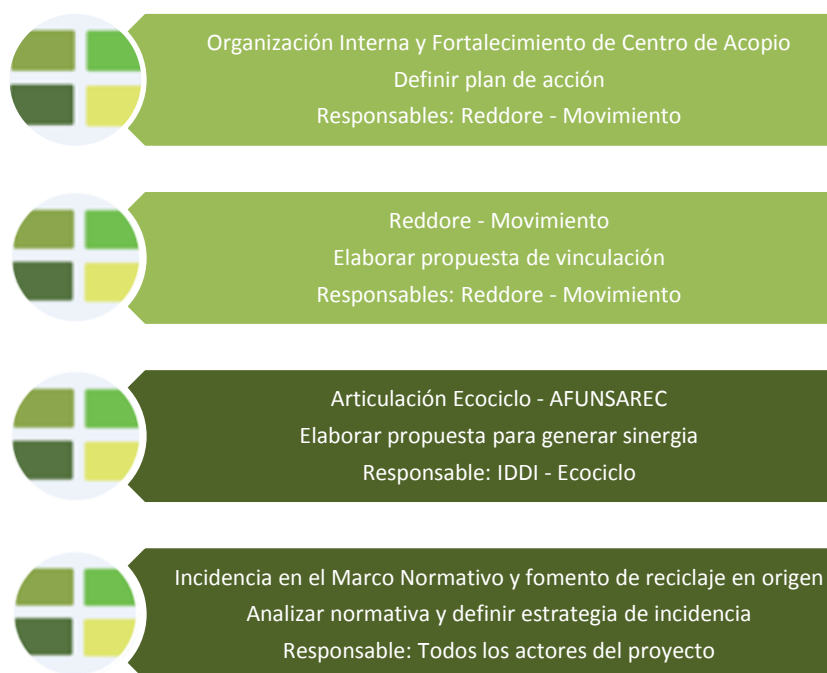 Organización Interna y Fortalecimiento de Centro de Acopio
Definir plan de acción
Responsables: Reddore - Movimiento
Reddore - Movimiento
Elaborar propuesta de vinculación
Responsables: Reddore - Movimiento
Articulación Ecociclo - AFUNSAREC
Elaborar propuesta para generar sinergia
Responsable: IDDI - Ecociclo
Incidencia en el Marco Normativo y fomento de reciclaje en origen
Analizar normativa y definir estrategia de incidencia
Responsable: Todos los actores del proyecto